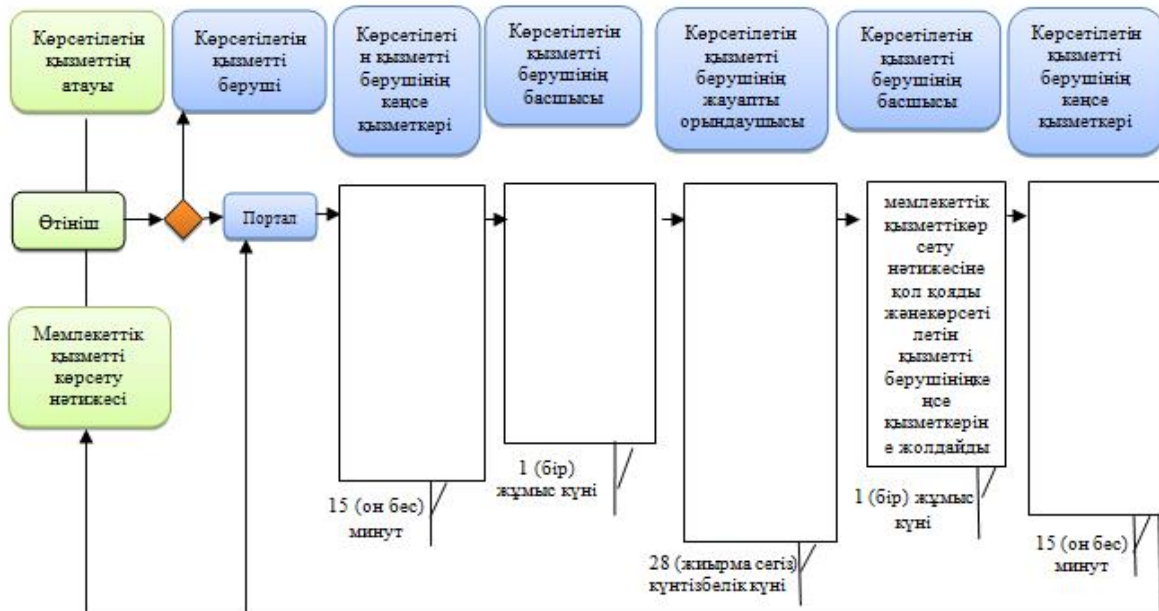 Көрсетілетін
қызметтің
атауы
Көрсетілетін
қызметті
беруші
Көрсетілеті
н қызметті
берушінің
кеңсе
қызметкері
Көрсетілетін
қызметті
берушінің
басшысы
Көрсетілетін
қызметті
берушінің
жауапты
орындаушысы
Көрсетілетін
қызметті
берушінің
басшысы
Көрсетілетін
қызметті
берушінің
кеңсе
қызметкері
Өтініш
Портал
мемлекеттік
қызметтікөр
сету
нәтижесіне
қол қояды
жәнекөрсеті
летін
қызметті
берушініңке
ңсе
қызметкерін
е жолдайды
Мемлекеттік
қызметті
көрсету
нәтижесі
15 (он бес)
минут
1 (бір)
жұмыс күні
28 (жиырма сегіз)
күнтізбелік күні
1 (бір) жұмыс
күні
15 (он бес)
минут